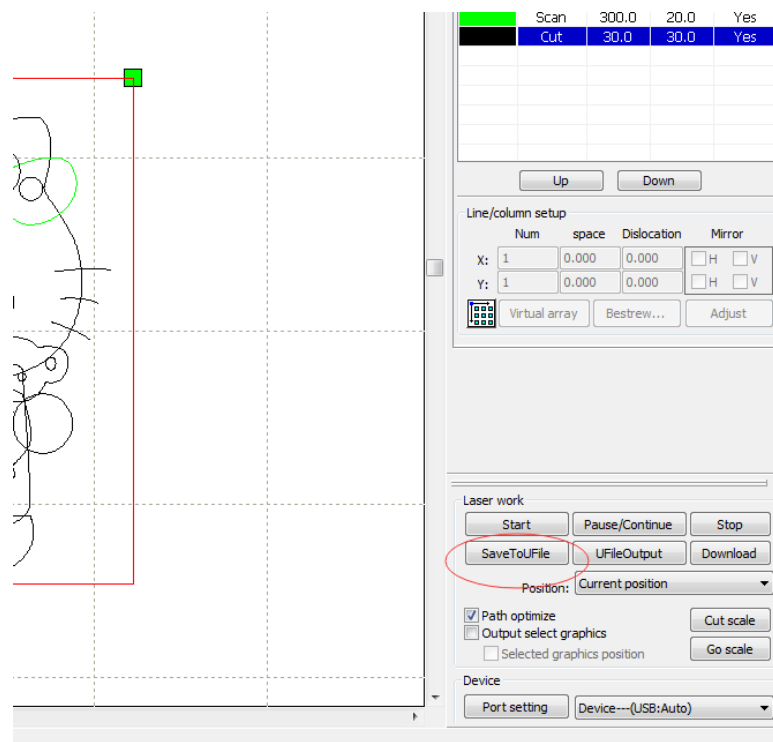 Scan 300.0 20.0 Yes
Cut 30.0 30.0 Yes
Up Down
Line/column setup
Num space Dislocation Mirror
X: 1 0.000 0.000 H V
Y: 1 0.000 0.000 H V
Virtual array Bestrew... Adjust
Laser work
Start Pause/Continue Stop
SaveToUFile UFileOutput Download
Position: Current position
Path optimize
Cut scale
Output select graphics
Selected graphics position
Go scale
Device
Port setting Device---(USB:Auto)